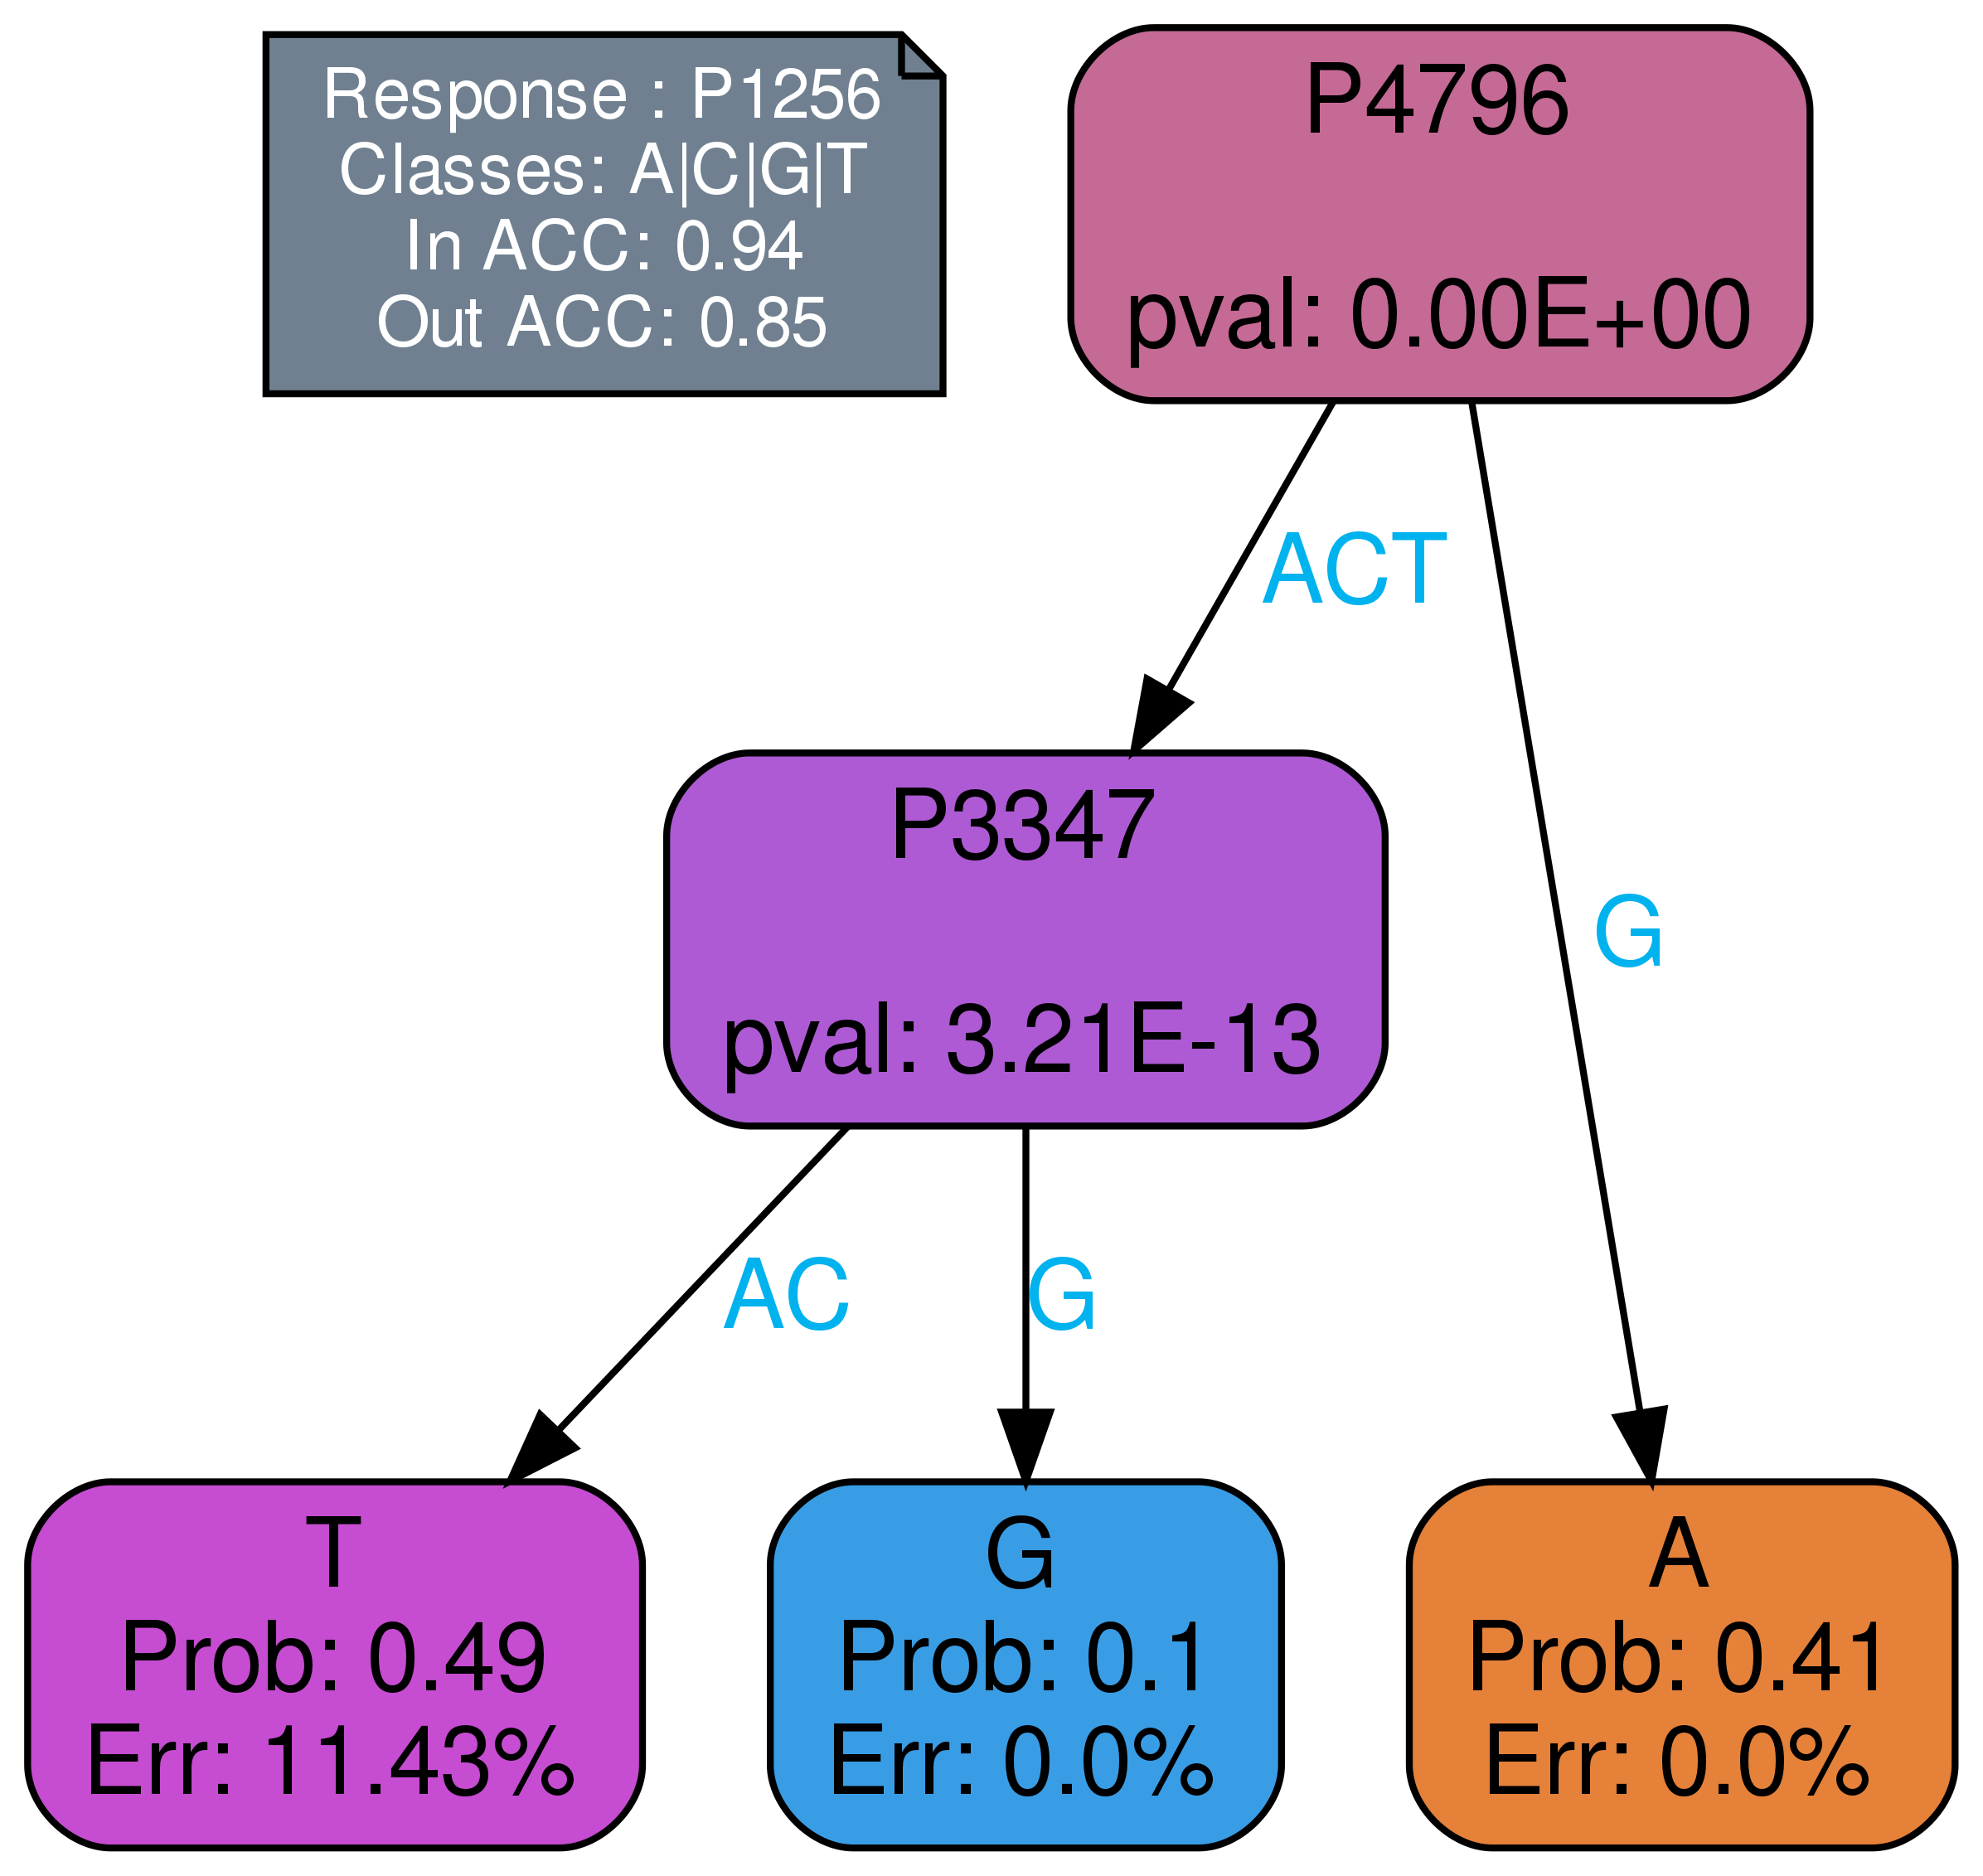 Response : P1256
Classes: A|C|G|T
In ACC: 0.94
Out ACC: 0.85
P4796
pval: 0.00E+00
ACT
G
P3347
pval: 3.21E-13
AC
G
T
Prob: 0.49
Err: 11.43%
G
Prob: 0.1
Err: 0.0%
A
Prob: 0.41
Err: 0.0%